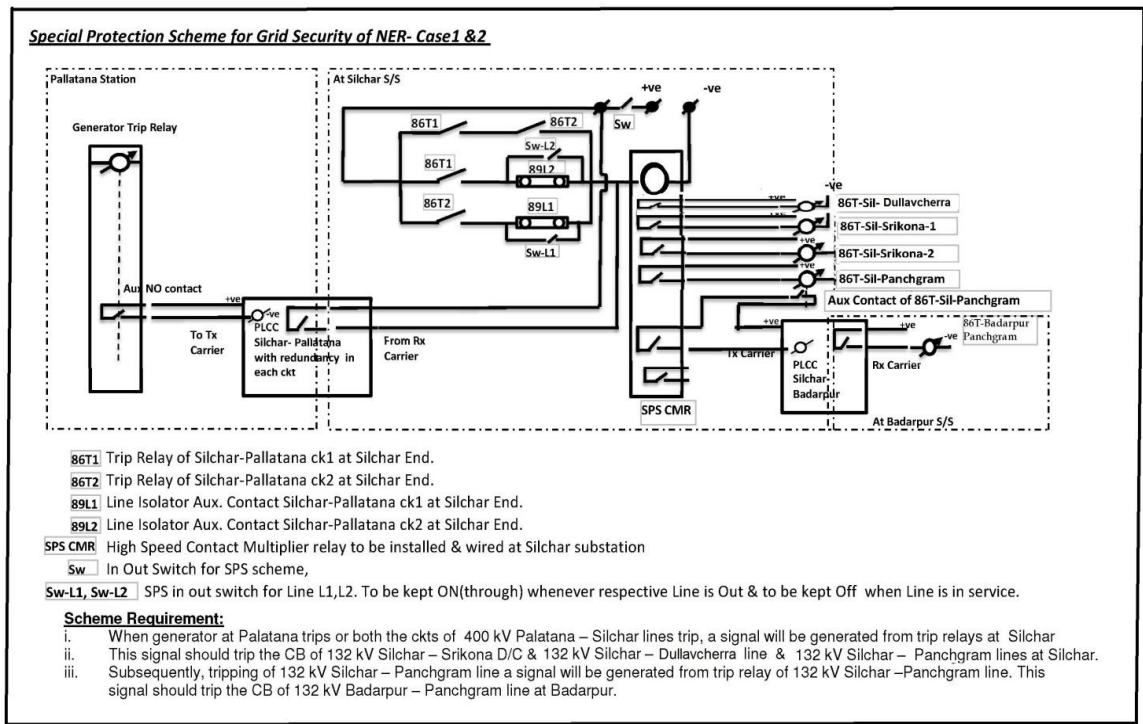 Special Protection Scheme for Grid Security of NER- Case1 &2
Pallatana Station
At Silchar S/S
+ve
-ve
Generator Trip Relay
86T1
86T2
Sw
Sw-L2
86T1
89L2
86T2
89L1
Sw-L1
-ve
+ve
86T-Sil- Dullavcherra
+ve
86T-Sil-Srikona-1
+ve
86T-Sil-Srikona-2
+ve
86T-Sil-Panchgram
Aux NO contact
Aux Contact of 86T-Sil-Panchgram
+ve
-ve
To Tx
Carrier
PLCC
Silchar- Pallatana
with redundancy in
each ckt
From Rx
Carrier
+ve
+ve
86T-Badarpur
Panchgram
-ve
Tx Carrier
PLCC
Silchar-
Badarpur
Rx Carrier
SPS CMR
At Badarpur S/S
86T1 Trip Relay of Silchar-Pallatana ck1 at Silchar End.
86T2 Trip Relay of Silchar-Pallatana ck2 at Silchar End.
89L1 Line Isolator Aux. Contact Silchar-Pallatana ck1 at Silchar End.
89L2 Line Isolator Aux. Contact Silchar-Pallatana ck2 at Silchar End.
SPS CMR High Speed Contact Multiplier relay to be installed & wired at Silchar substation
Sw In Out Switch for SPS scheme,
Sw-L1, Sw-L2 SPS in out switch for Line L1,L2. To be kept ON(through) whenever respective Line is Out & to be kept Off when Line is in service.
Scheme Requirement:
i. When generator at Palatana trips or both the ckts of 400 kV Palatana – Silchar lines trip, a signal will be generated from trip relays at Silchar
ii. This signal should trip the CB of 132 kV Silchar – Srikona D/C & 132 kV Silchar – Dullavcherra line & 132 kV Silchar – Panchgram lines at Silchar.
iii. Subsequently, tripping of 132 kV Silchar – Panchgram line a signal will be generated from trip relay of 132 kV Silchar –Panchgram line. This
signal should trip the CB of 132 kV Badarpur – Panchgram line at Badarpur.